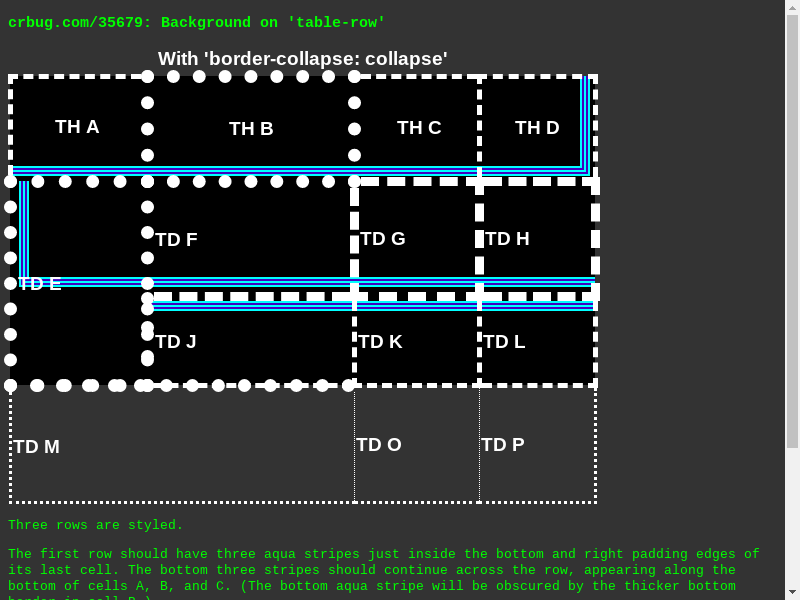 crbug.com/35679: Background on 'table-row'
With 'border-collapse: collapse'
TH A
TH B
TH C
TH D
TD E
TD F
TD G
TD H
TD J
TD K
TD L
TD M
TD O
TD P
Three rows are styled.
The first row should have three aqua stripes just inside the bottom and right padding edges of
its last cell. The bottom three stripes should continue across the row, appearing along the
bottom of cells A, B, and C. (The bottom aqua stripe will be obscured by the thicker bottom
border in cell B.)